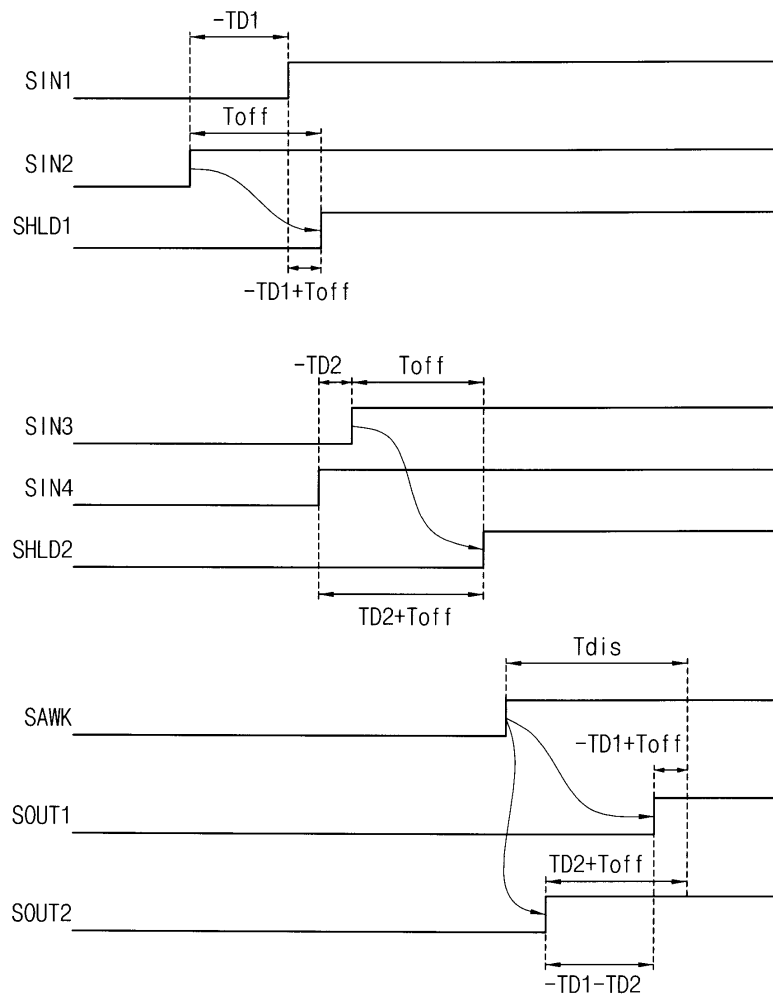 -TD1
SIN1
Toff
SIN2
SHLD1
-TD1+Toff
-TD2
Toff
SIN3
SIN4
SHLD2
TD2+Toff
Tdis
SAWK
-TD1+Toff
SOUT1
TD2+Toff
SOUT2
-TD1-TD2